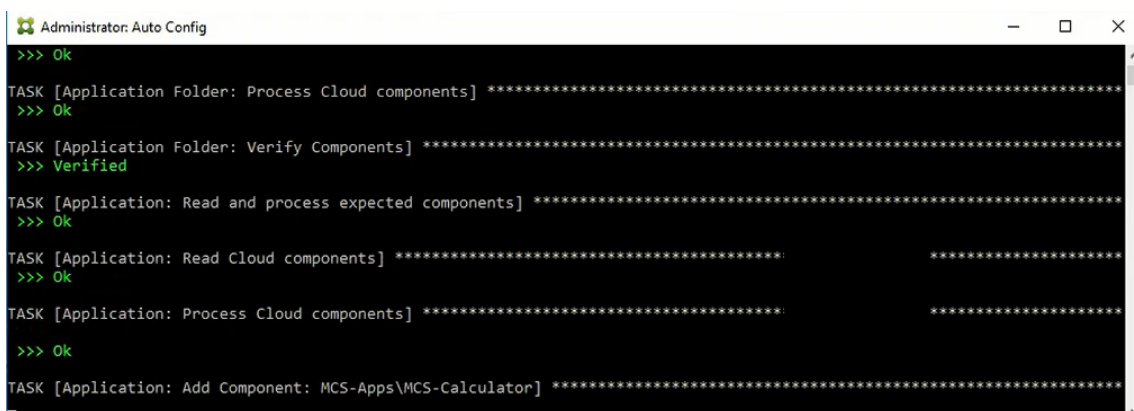 Administrator: Auto Config
>>> Ok
TASK [Application Folder: Process Cloud components] *********************************************************************
>>> Ok
TASK [Application Folder: Verify Components] ****************************************************************************
>>> Verified
TASK [Application: Read and process expected components] ****************************************************************
>>> Ok
TASK [Application: Read Cloud components] ****************************************** *********************
>>> Ok
TASK [Application: Process Cloud components] *************************************** *********************
>>> Ok
TASK [Application: Add Component: MCS-Apps\MCS-Calculator] **************************************************************